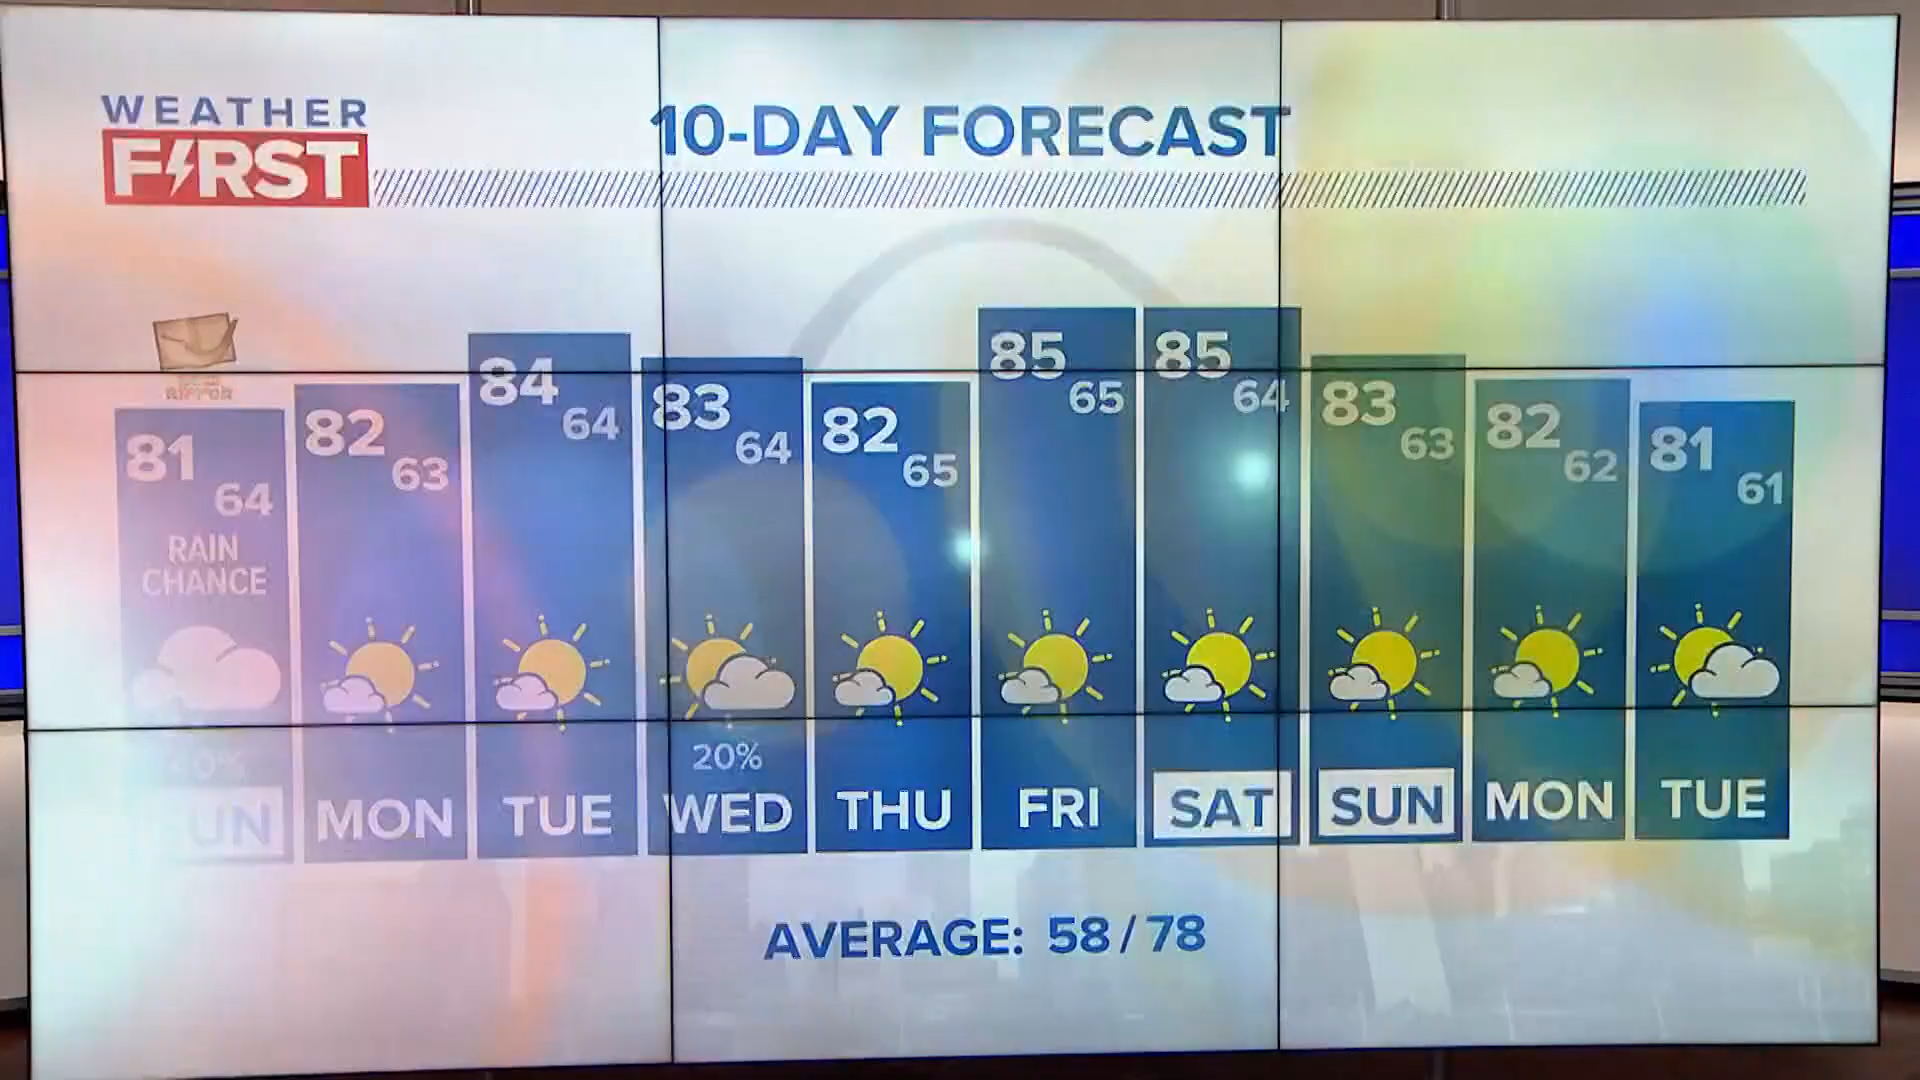 WEATHER
FIRST
10-DAY FORECAST
81
64
RAIN
CHANCE
82
63
MON
84
64
TUE
83
64
20%
WED
82
65
THU
85
65
FRI
85
64
SAT
83
63
SUN
82
62
MON
81
61
TUE
AVERAGE: 58/78